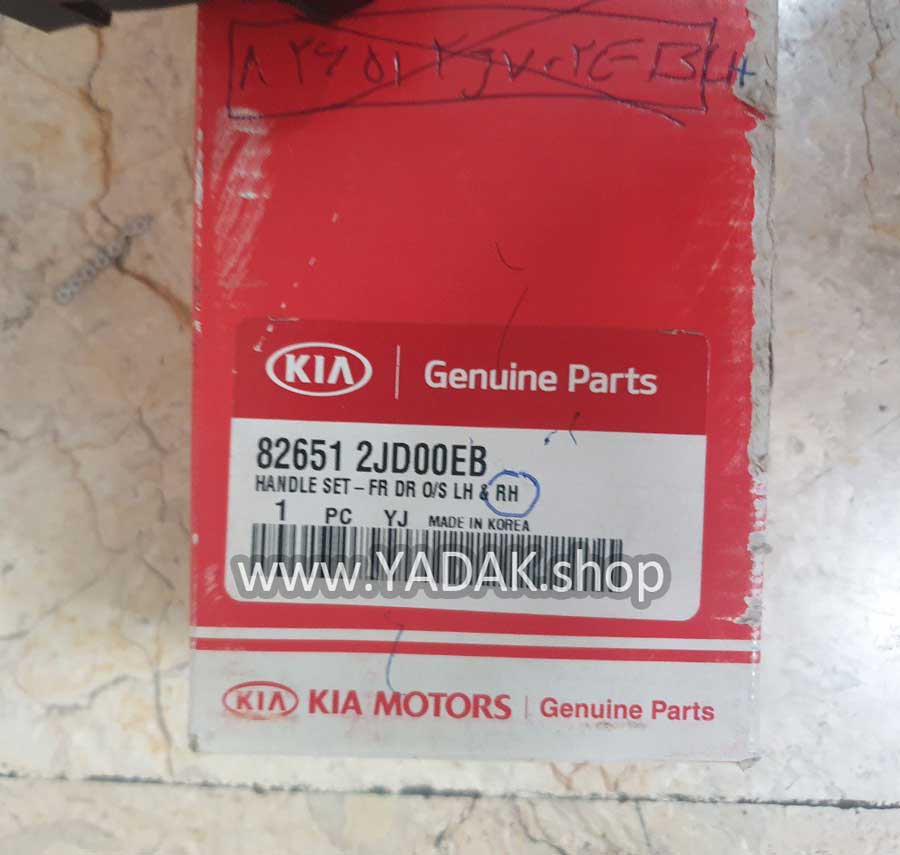 KIA | Genuine Parts
82651 2JD00EB
HANDLE SET - FR DR O/S LH & RH
1 PC YJ MADE IN KOREA
www.YADAK.shop
KIA KIA MOTORS | Genuine Parts